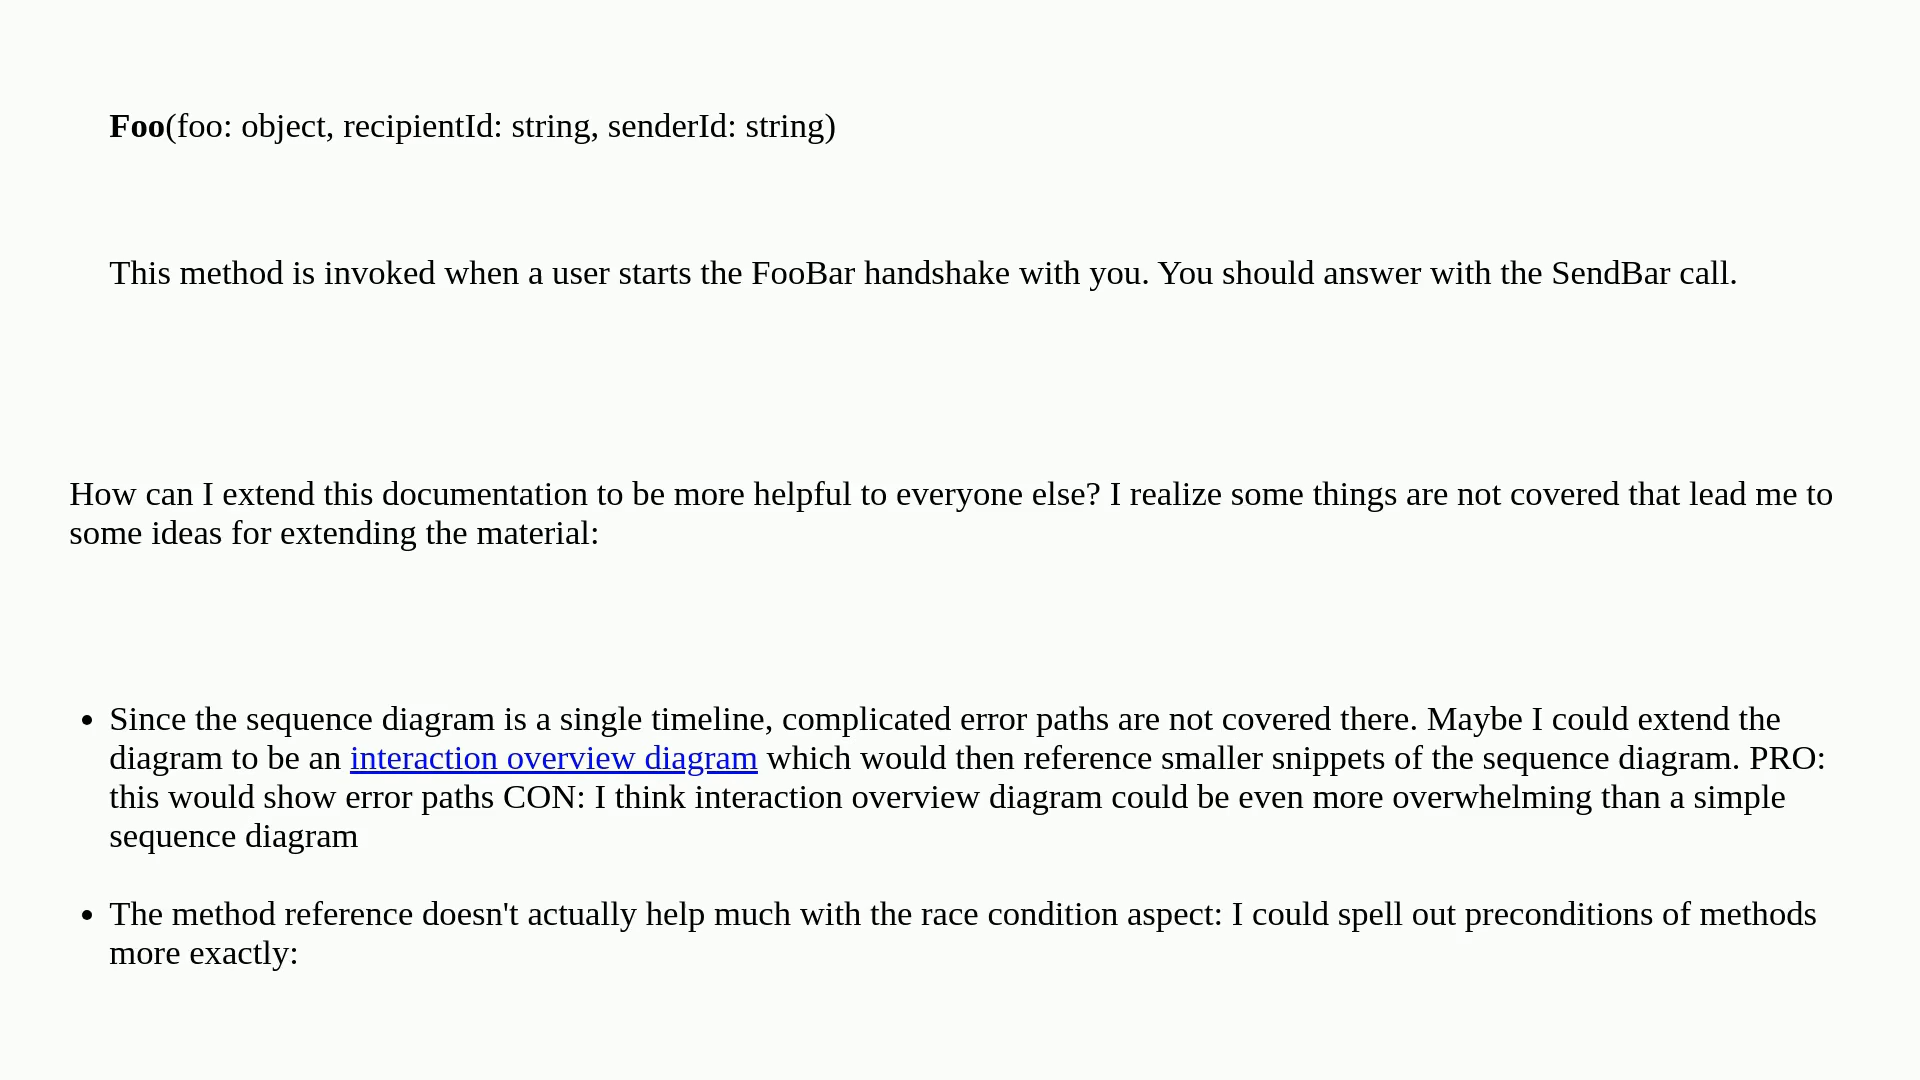 Foo(foo: object, recipientId: string, senderId: string)
This method is invoked when a user starts the FooBar handshake with you. You should answer with the SendBar call.
How can I extend this documentation to be more helpful to everyone else? I realize some things are not covered that lead me to
some ideas for extending the material:
• Since the sequence diagram is a single timeline, complicated error paths are not covered there. Maybe I could extend the
diagram to be an interaction overview diagram which would then reference smaller snippets of the sequence diagram. PRO:
this would show error paths CON: I think interaction overview diagram could be even more overwhelming than a simple
sequence diagram
• The method reference doesn't actually help much with the race condition aspect: I could spell out preconditions of methods
more exactly: